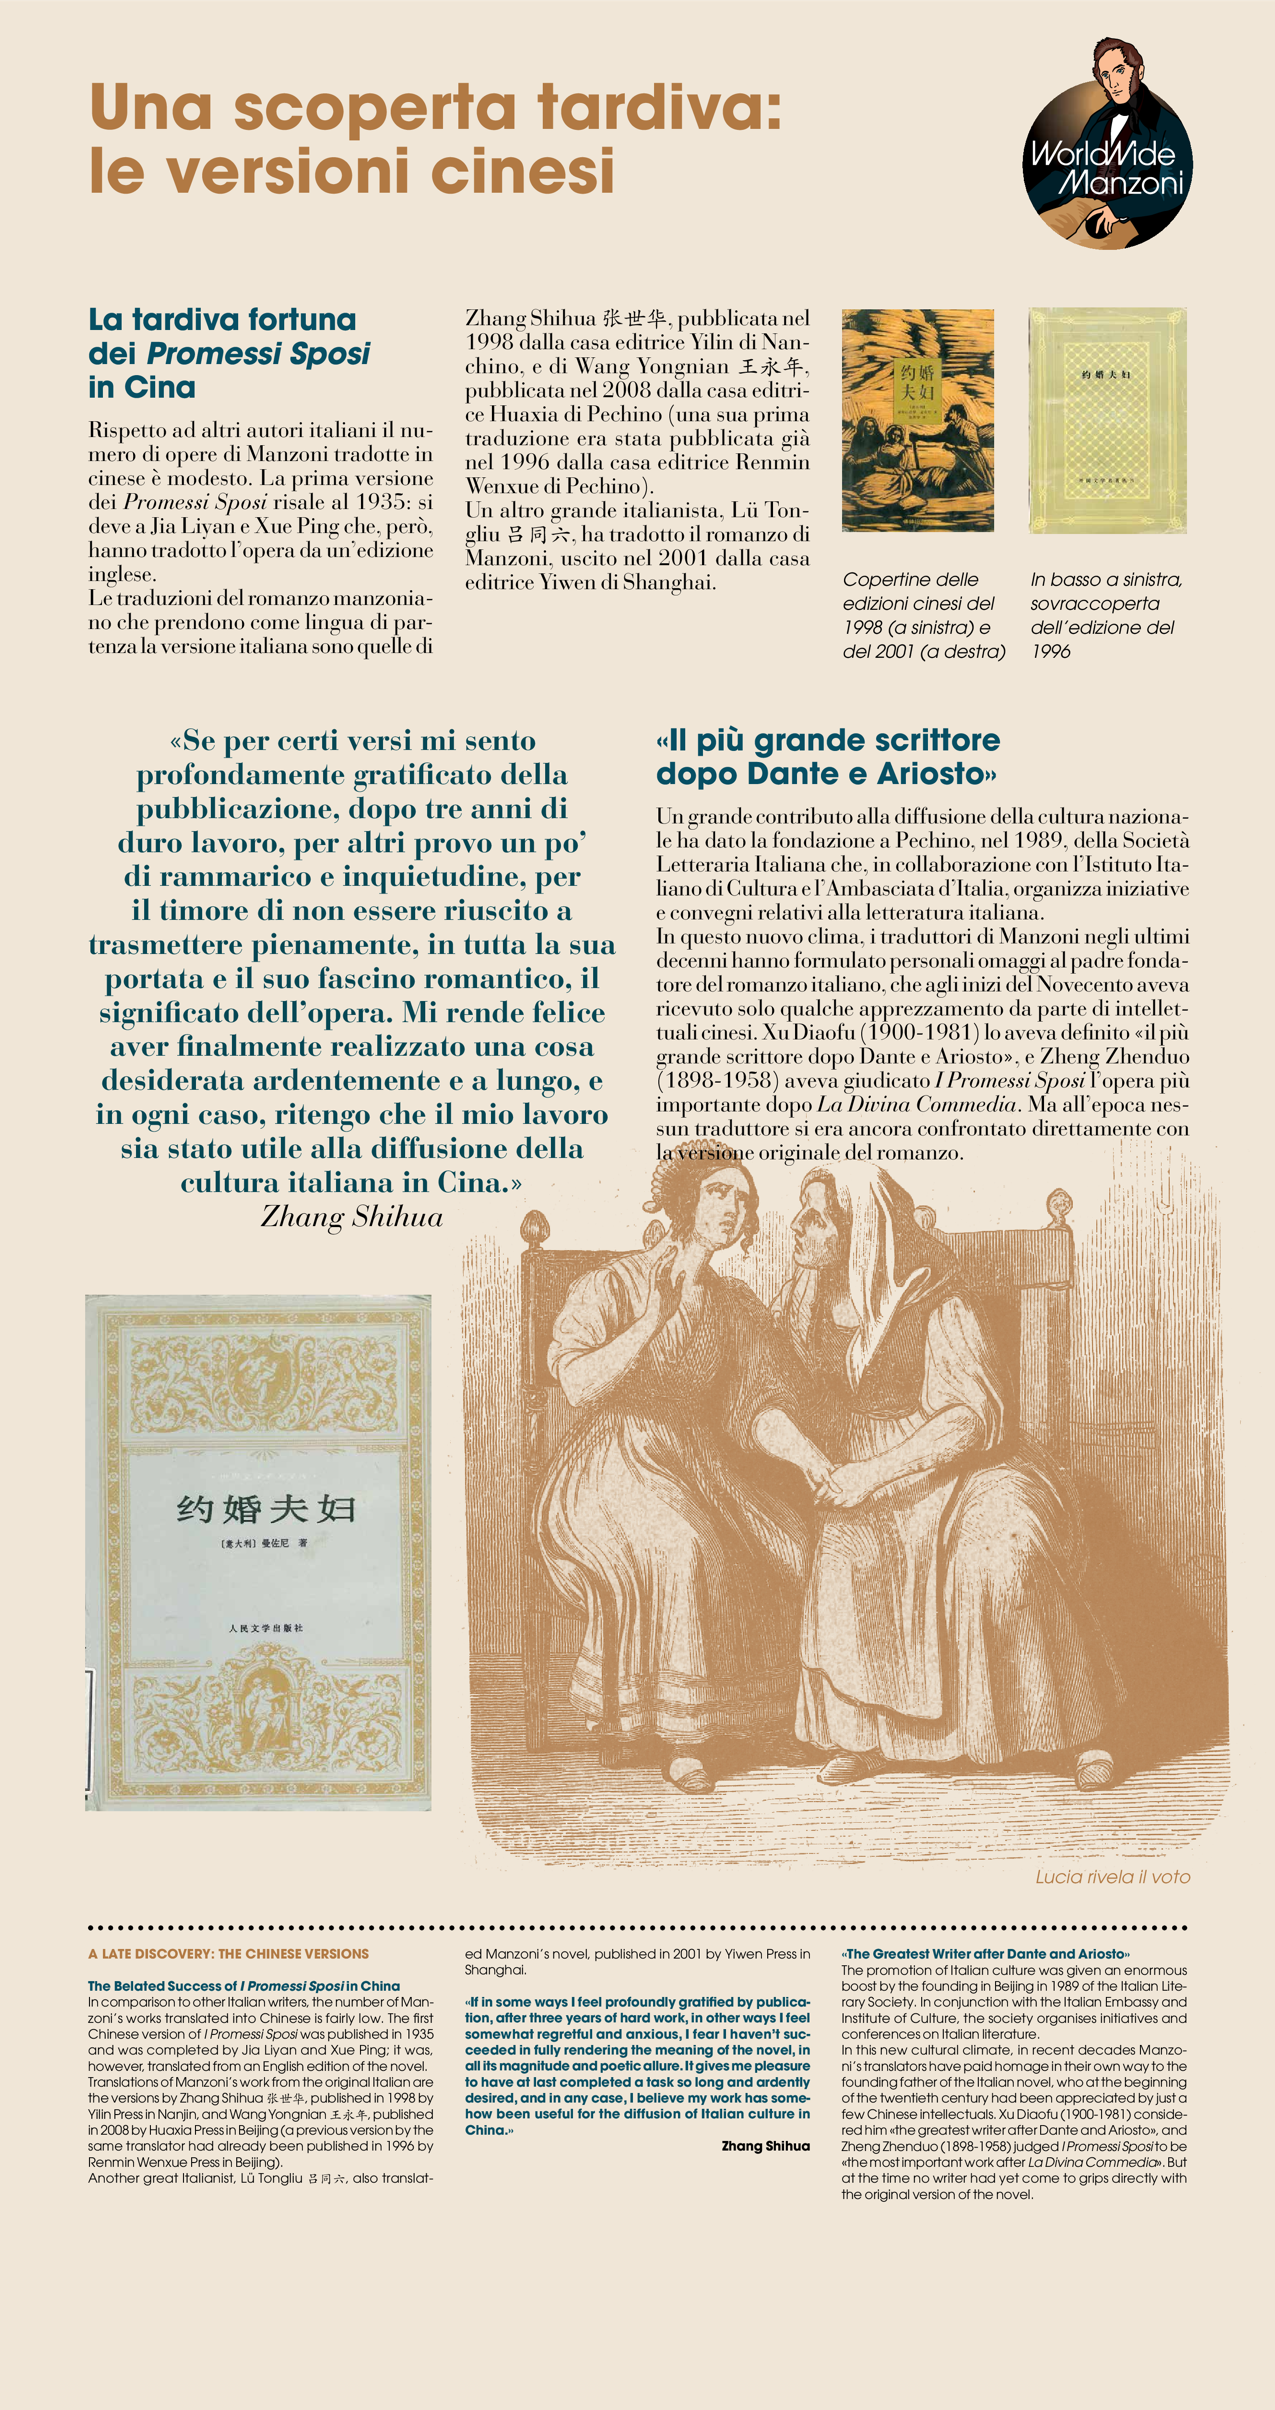 Una scoperta tardiva:
le versioni cinesi
WorldWide
Manzoni
La tardiva fortuna
dei Promessi Sposi
in Cina
Rispetto ad altri autori italiani il nu-
mero di opere di Manzoni tradotte in
cinese è modesto. La prima versione
dei Promessi Sposi risale al 1935: si
deve a Jia Liyan e Xue Ping che, però,
hanno tradotto l'opera da un'edizione
inglese.
Le traduzioni del romanzo manzonia-
no che prendono come lingua di par-
tenza la versione italiana sono quelle di
Zhang Shihua 张世华, pubblicata nel
1998 dalla casa editrice Yilin di Nan-
chino, e di Wang Yongnian 王永年,
pubblicata nel 2008 dalla casa editri-
ce Huaxia di Pechino (una sua prima
traduzione era stata pubblicata già
nel 1996 dalla casa editrice Renmin
Wenxue di Pechino).
Un altro grande italianista, Lü Ton-
gliu 吕同六, ha tradotto il romanzo di
Manzoni, uscito nel 2001 dalla casa
editrice Yiwen di Shanghai.
约婚
夫妇
约婚夫妇
Copertine delle
edizioni cinesi del
1998 (a sinistra) e
del 2001 (a destra)
In basso a sinistra,
sovraccoperta
dell'edizione del
1996
«Se per certi versi mi sento
profondamente gratificato della
pubblicazione, dopo tre anni di
duro lavoro, per altri provo un po'
di rammarico e inquietudine, per
il timore di non essere riuscito a
trasmettere pienamente, in tutta la sua
portata e il suo fascino romantico, il
significato dell'opera. Mi rende felice
aver finalmente realizzato una cosa
desiderata ardentemente e a lungo, e
in ogni caso, ritengo che il mio lavoro
sia stato utile alla diffusione della
cultura italiana in Cina.»
Zhang Shihua
«Il più grande scrittore
dopo Dante e Ariosto»
Un grande contributo alla diffusione della cultura naziona-
le ha dato la fondazione a Pechino, nel 1989, della Società
Letteraria Italiana che, in collaborazione con l'Istituto Ita-
liano di Cultura e l'Ambasciata d'Italia, organizza iniziative
e convegni relativi alla letteratura italiana.
In questo nuovo clima, i traduttori di Manzoni negli ultimi
decenni hanno formulato personali omaggi al padre fonda-
tore del romanzo italiano, che agli inizi del Novecento aveva
ricevuto solo qualche apprezzamento da parte di intellet-
tuali cinesi. Xu Diaofu (1900-1981) lo aveva definito «il più
grande scrittore dopo Dante e Ariosto», e Zheng Zhenduo
(1898-1958) aveva giudicato I Promessi Sposi l'opera più
importante dopo La Divina Commedia. Ma all'epoca nes-
sun traduttore si era ancora confrontato direttamente con
la versione originale del romanzo.
约婚夫妇
〔意大利〕曼佐尼 著
人民文学出版社
Lucia rivela il voto
A LATE DISCOVERY: THE CHINESE VERSIONS
The Belated Success of I Promessi Sposi in China
In comparison to other Italian writers, the number of Man-
zoni's works translated into Chinese is fairly low. The first
Chinese version of I Promessi Sposi was published in 1935
and was completed by Jia Liyan and Xue Ping; it was,
however, translated from an English edition of the novel.
Translations of Manzoni's work from the original Italian are
the versions by Zhang Shihua 张世华, published in 1998 by
Yilin Press in Nanjin, and Wang Yongnian 王永年, published
in 2008 by Huaxia Press in Beijing (a previous version by the
same translator had already been published in 1996 by
Renmin Wenxue Press in Beijing).
Another great Italianist, Lü Tongliu 吕同六, also translat-
ed Manzoni's novel, published in 2001 by Yiwen Press in
Shanghai.
«If in some ways I feel profoundly gratified by publica-
tion, after three years of hard work, in other ways I feel
somewhat regretful and anxious, I fear I haven't suc-
ceeded in fully rendering the meaning of the novel, in
all its magnitude and poetic allure. It gives me pleasure
to have at last completed a task so long and ardently
desired, and in any case, I believe my work has some-
how been useful for the diffusion of Italian culture in
China.»
Zhang Shihua
«The Greatest Writer after Dante and Ariosto»
The promotion of Italian culture was given an enormous
boost by the founding in Beijing in 1989 of the Italian Lite-
rary Society. In conjunction with the Italian Embassy and
Institute of Culture, the society organises initiatives and
conferences on Italian literature.
In this new cultural climate, in recent decades Manzo-
ni's translators have paid homage in their own way to the
founding father of the Italian novel, who at the beginning
of the twentieth century had been appreciated by just a
few Chinese intellectuals. Xu Diaofu (1900-1981) conside-
red him «the greatest writer after Dante and Ariosto», and
Zheng Zhenduo (1898-1958) judged I Promessi Sposi to be
«the most important work after La Divina Commedia». But
at the time no writer had yet come to grips directly with
the original version of the novel.